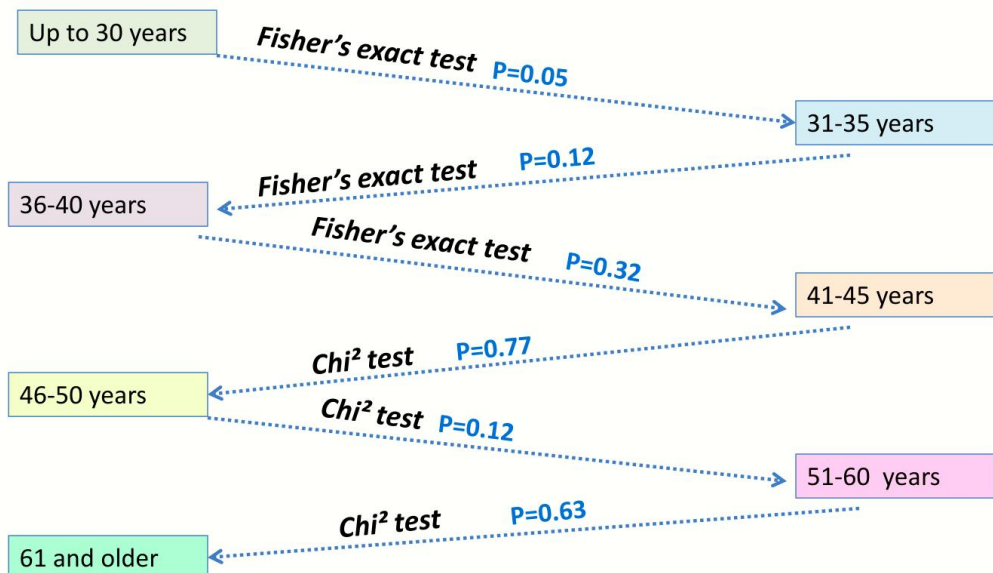 Up to 30 years
Fisher's exact test P=0.05
31-35 years
Fisher's exact test P=0.12
36-40 years
Fisher's exact test P=0.32
41-45 years
Chi² test P=0.77
46-50 years
Chi² test P=0.12
51-60 years
Chi² test P=0.63
61 and older